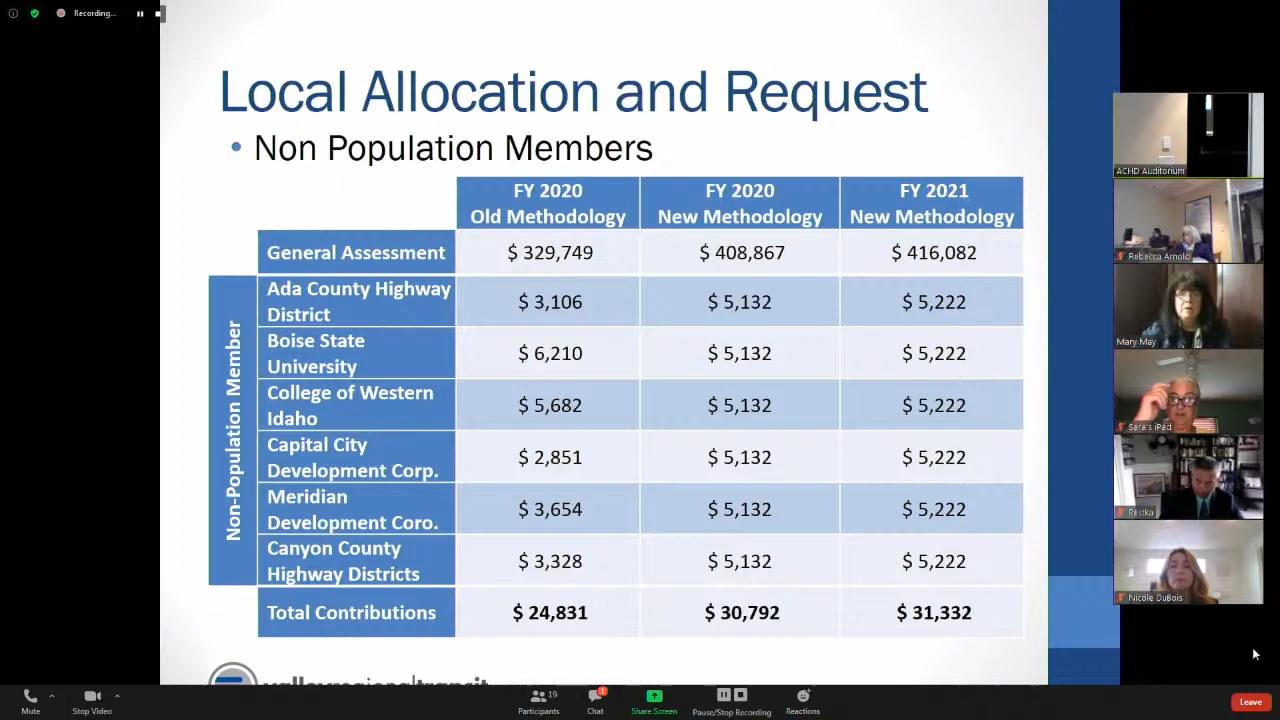 Recording...
Local Allocation and Request
• Non Population Members
FY 2020
Old Methodology
FY 2020
New Methodology
FY 2021
New Methodology
General Assessment
$ 329,749
$ 408,867
$ 416,082
Non-Population Member
Ada County Highway
District
$ 3,106
$ 5,132
$ 5,222
Boise State
University
$ 6,210
$ 5,132
$ 5,222
College of Western
Idaho
$ 5,682
$ 5,132
$ 5,222
Capital City
Development Corp.
$ 2,851
$ 5,132
$ 5,222
Meridian
Development Coro.
$ 3,654
$ 5,132
$ 5,222
Canyon County
Highway Districts
$ 3,328
$ 5,132
$ 5,222
Total Contributions
$ 24,831
$ 30,792
$ 31,332
valleyregionaltransit
ACHD Auditorium
Rebecca Arnold
Mary May
Sara's iPad
Nicole DuBois
Mute
Stop Video
19
Participants
1
Chat
Share Screen
Pause/Stop Recording
Reactions
Leave